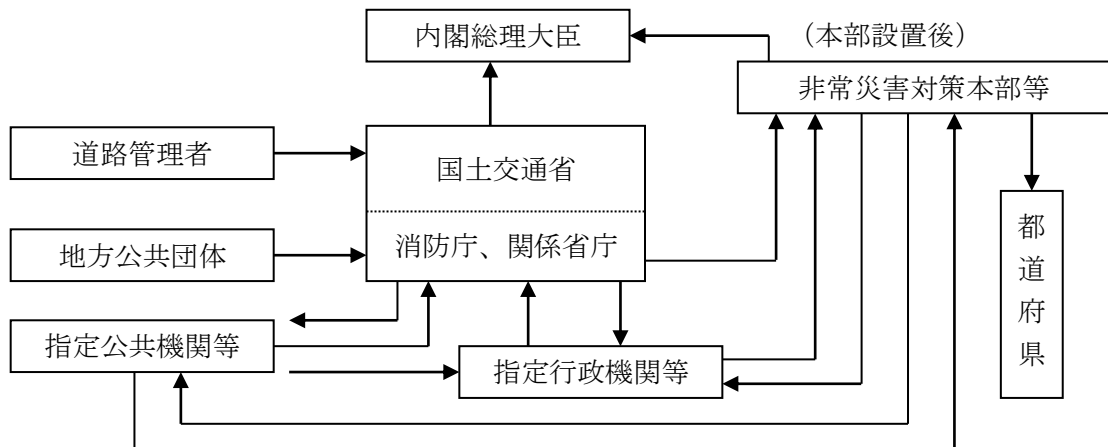 内閣総理大臣
（本部設置後）
非常災害対策本部等
道路管理者
国土交通省
地方公共団体
消防庁、関係省庁
都道府県
指定公共機関等
指定行政機関等